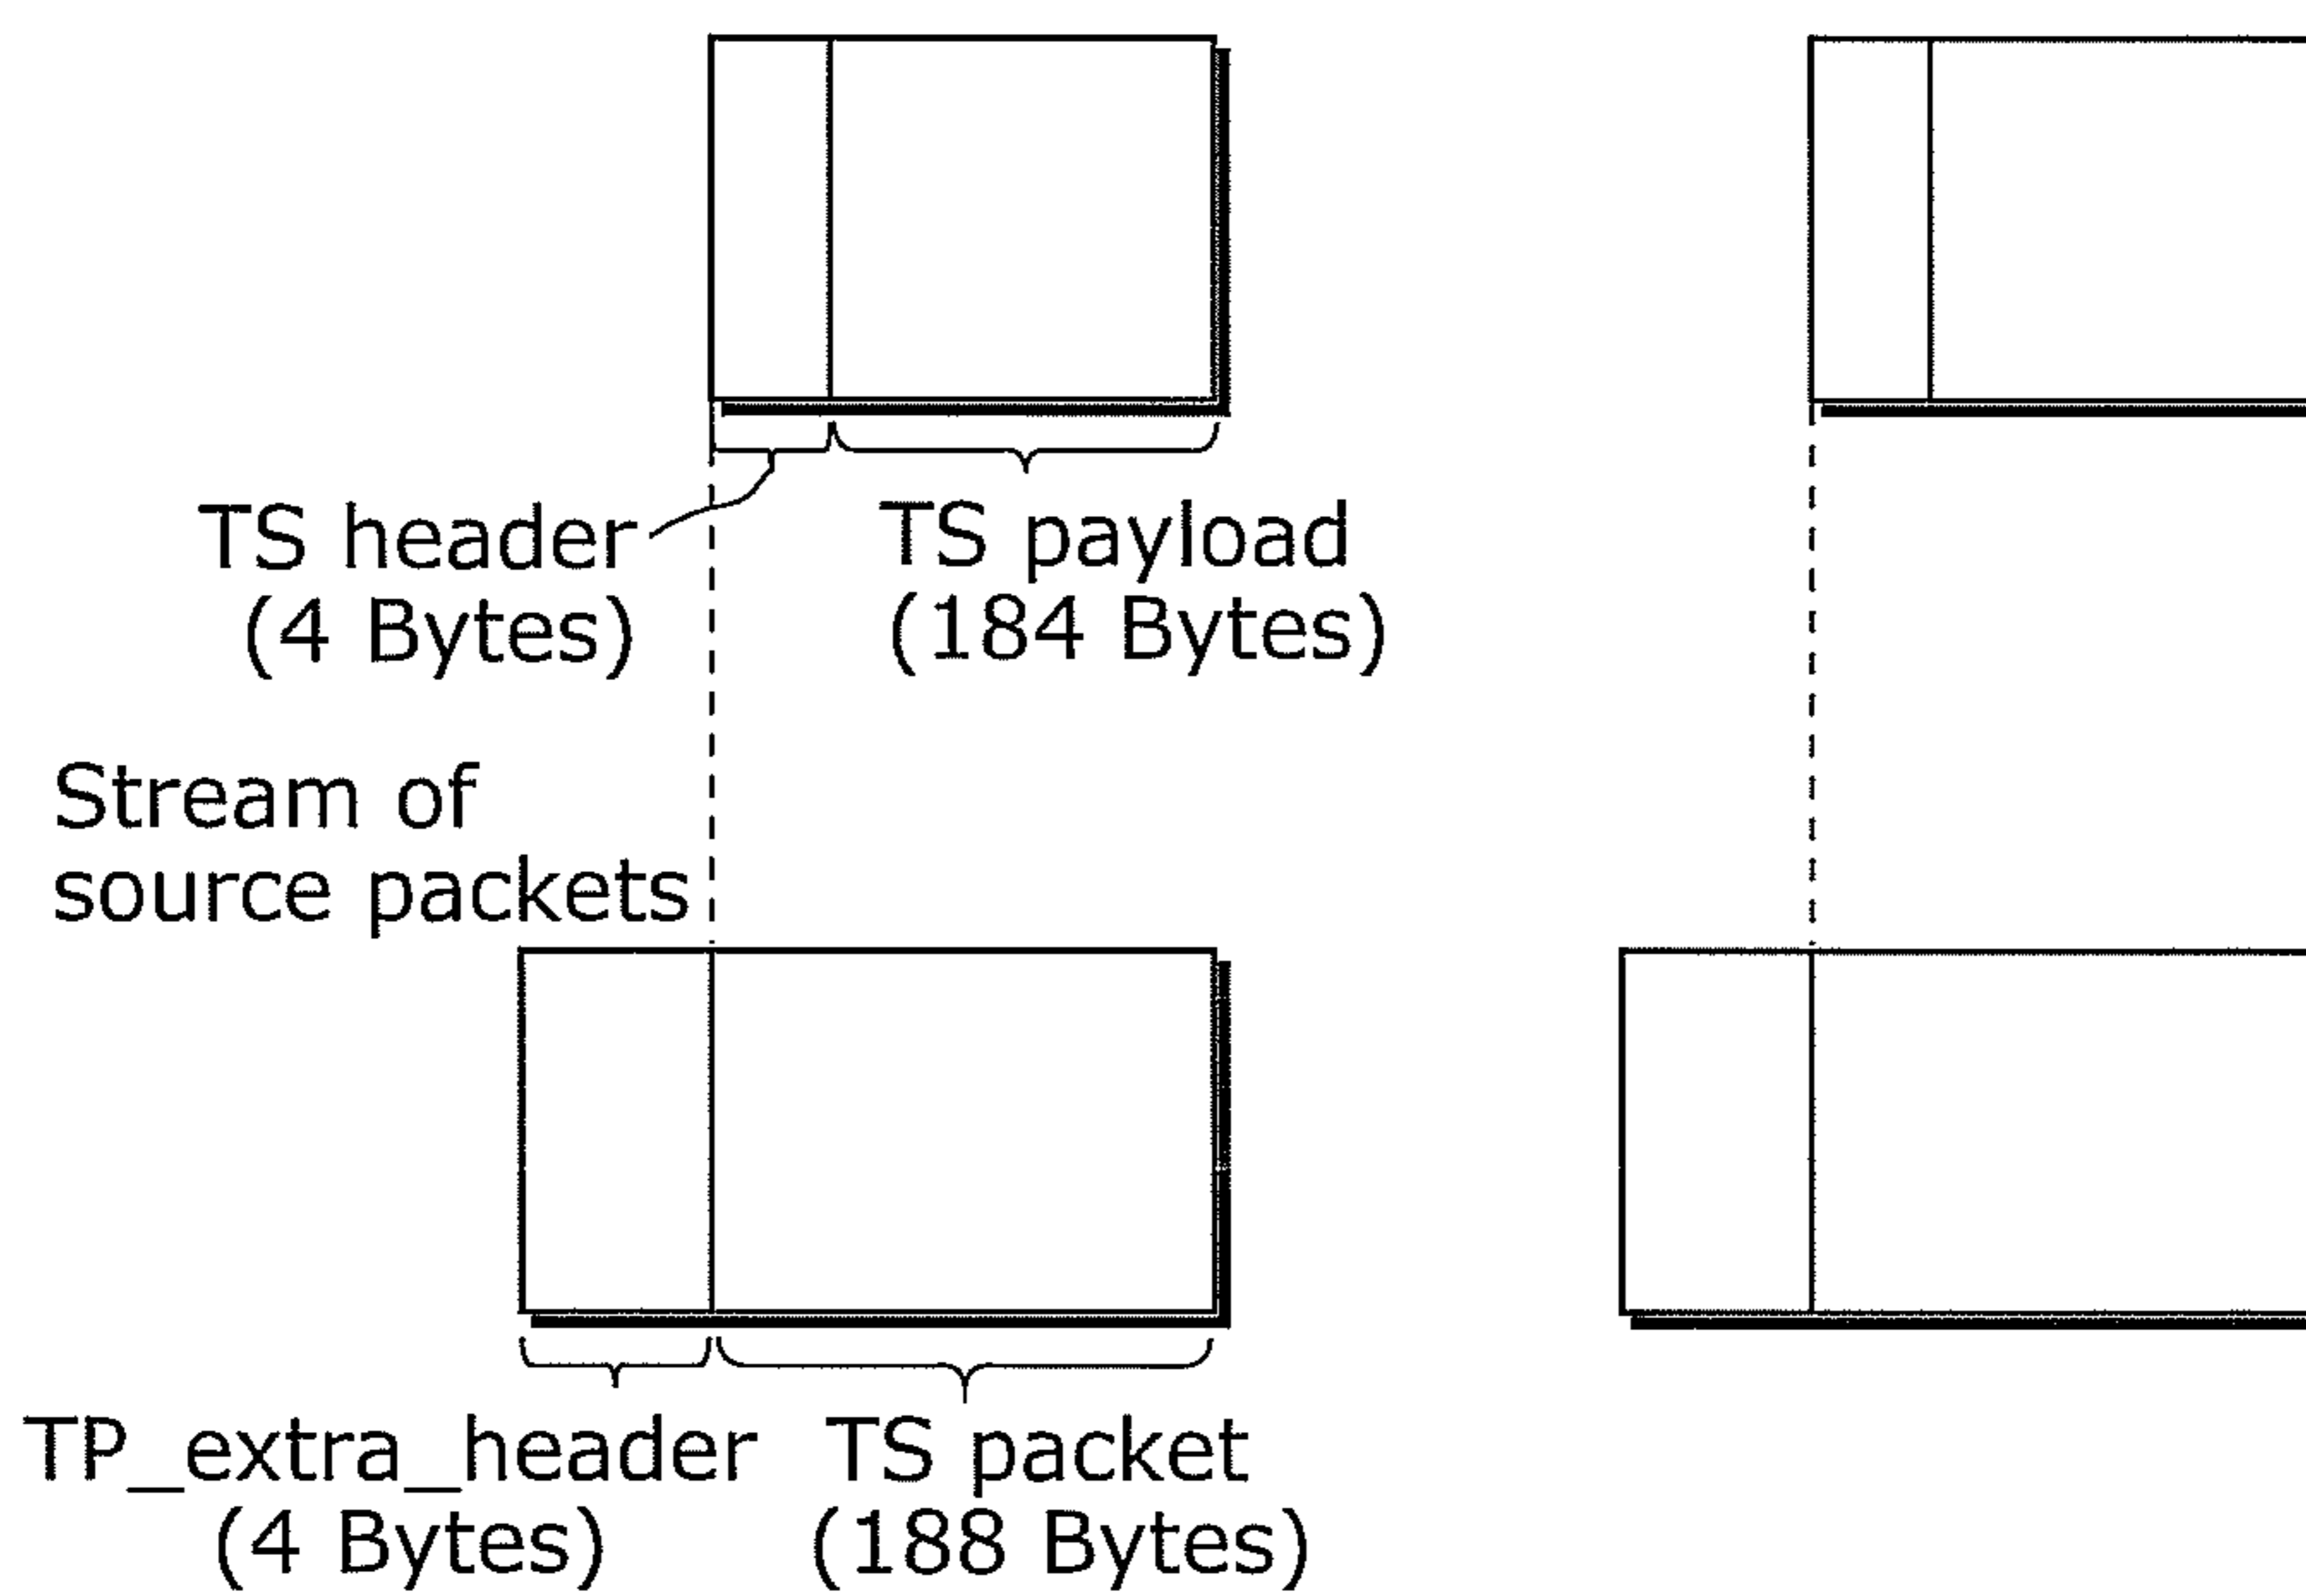 TS header
(4 Bytes)
TS payload
(184 Bytes)
Stream of
source packets
TP_extra_header
(4 Bytes)
TS packet
(188 Bytes)